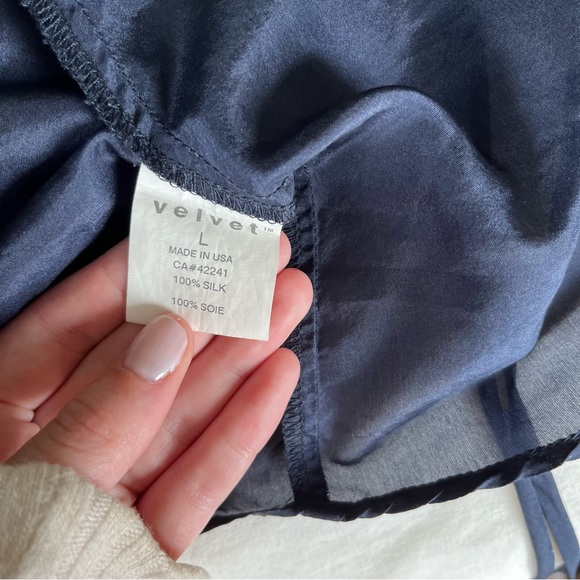 velvet™
L
MADE IN USA
CA#42241
100% SILK
100% SOIE